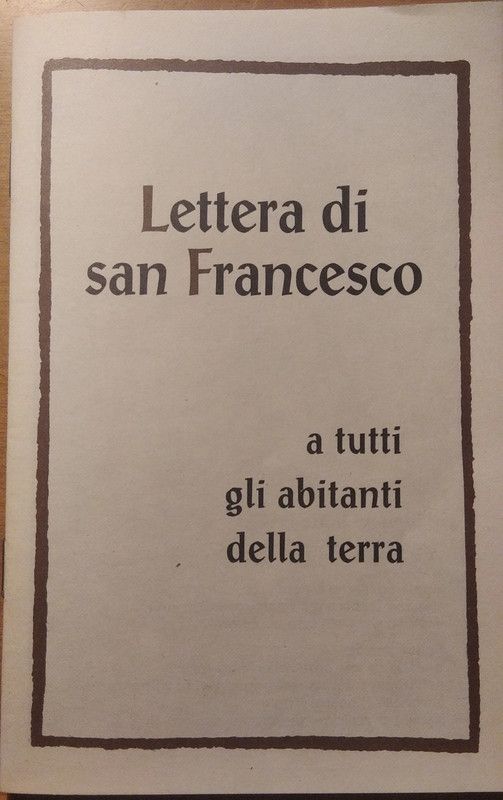 Lettera di
san Francesco
a tutti
gli abitanti
della terra